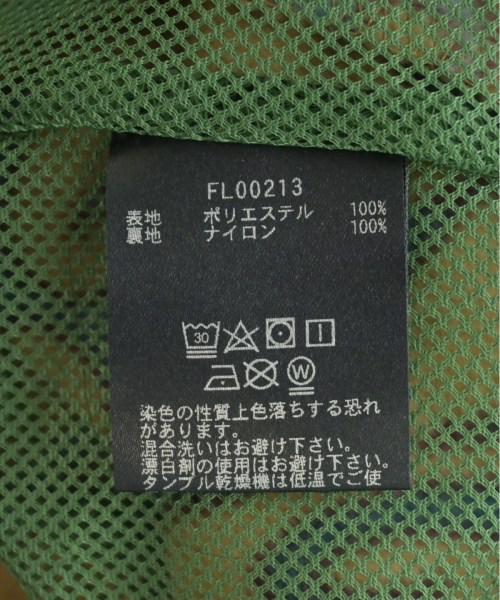 FL00213
表地 ポリエステル 100%
裏地 ナイロン 100%
30
W
染色の性質上色落ちする恐れ
があります。
混合洗いはお避け下さい。
漂白剤の使用はお避け下さい。
タンブル乾燥機は低温でご使